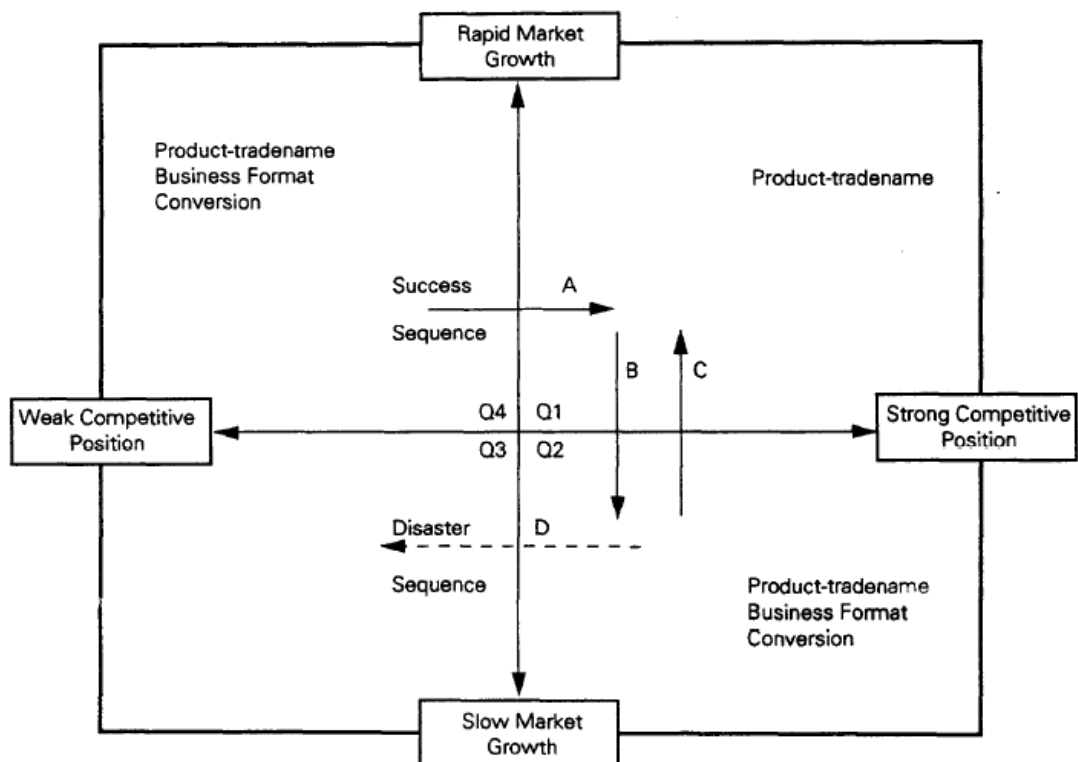 Rapid Market
Growth
Product-tradename
Business Format
Conversion
Product-tradename
Success
A
Sequence
B
C
Weak Competitive
Position
Q4
Q1
Strong Competitive
Position
Q3
Q2
Disaster
D
Sequence
Product-tradename
Business Format
Conversion
Slow Market
Growth